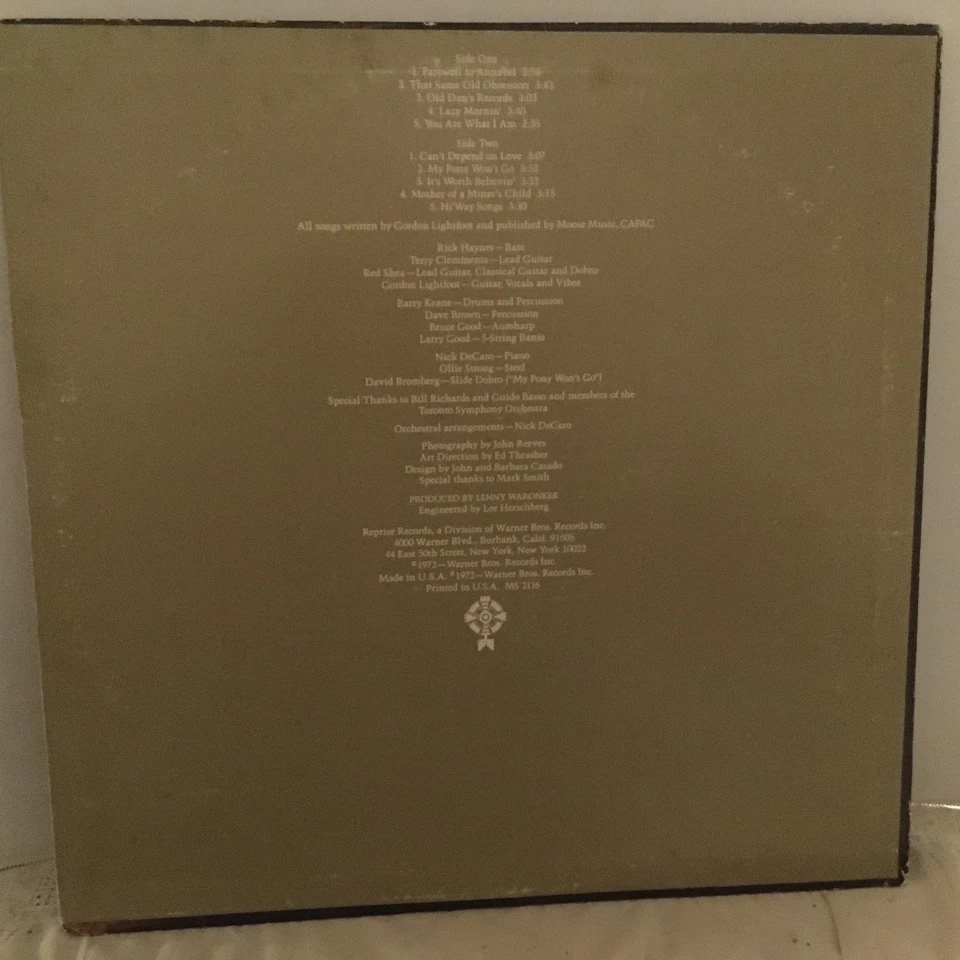 Side One
1. Farewell to Annabel 2:56
2. That Same Old Obsession 3:42
3. Old Dan's Records 3:03
4. Lazy Mornin' 3:40
5. You Are What I Am 2:35
Side Two
1. Can't Depend on Love 3:07
2. My Pony Won't Go 3:52
3. It's Worth Believin' 3:27
4. Mother of a Miner's Child 3:15
5. Hi'Way Songs 3:30
All songs written by Gordon Lightfoot and published by Moose Music, CAPAC
Rick Haynes—Bass
Terry Clemments—Lead Guitar
Red Shea—Lead Guitar, Classical Guitar and Dobro
Gordon Lightfoot—Guitar, Vocals and Vibes
Barry Keane—Drums and Percussion
Dave Brown—Percussion
Bruce Good—Autoharp
Larry Good—5-String Banjo
Nick DeCaro—Piano
Ollie Strong—Steel
David Bromberg—Slide Dobro ("My Pony Won't Go")
Special Thanks to Bill Richards and Guido Basso and members of the
Toronto Symphony Orchestra
Orchestral arrangements—Nick DeCaro
Photography by John Reeves
Art Direction by Ed Thrasher
Design by John and Barbara Casado
Special thanks to Mark Smith
PRODUCED BY LENNY WARONKER
Engineered by Lee Herschberg
Reprise Records, a Division of Warner Bros. Records Inc.
4000 Warner Blvd., Burbank, Calif. 91505
44 East 50th Street, New York, New York 10022
℗1972—Warner Bros. Records Inc.
Made in U.S.A. ©1972—Warner Bros. Records Inc.
Printed in U.S.A. MS 2116